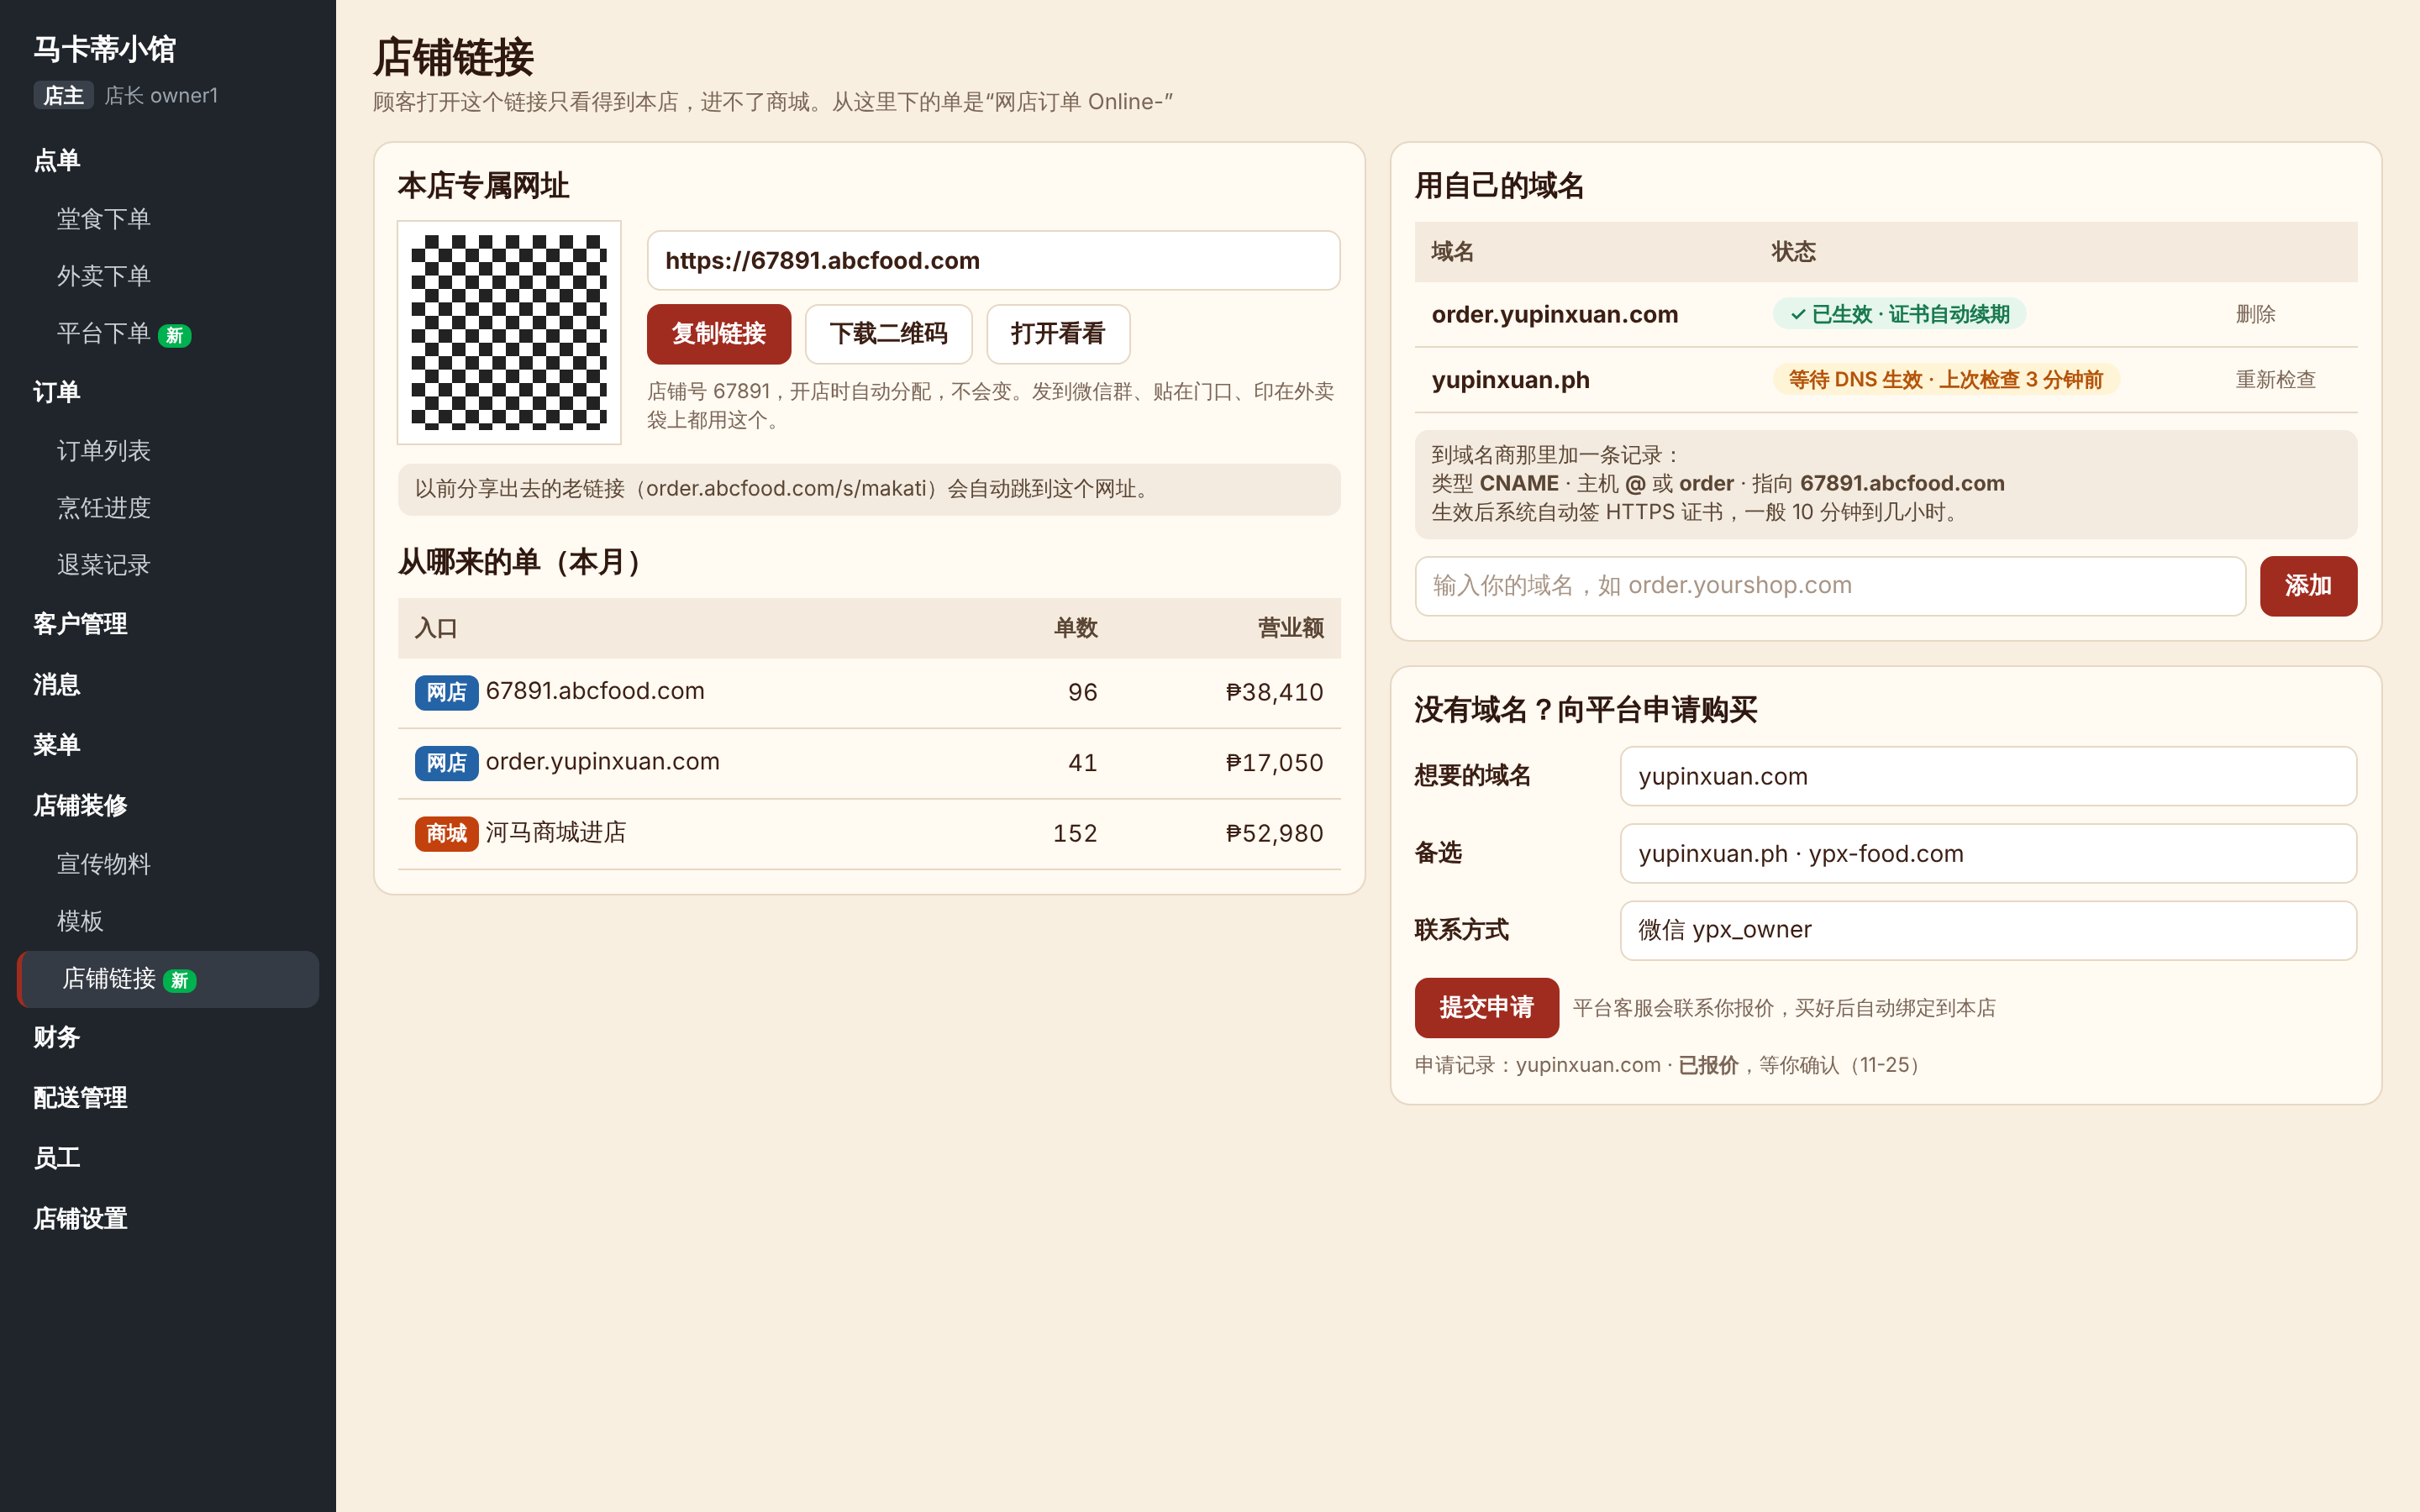 马卡蒂小馆
店主 店长 owner1
点单
堂食下单
外卖下单
平台下单 新
订单
订单列表
烹饪进度
退菜记录
客户管理
消息
菜单
店铺装修
宣传物料
模板
店铺链接 新
财务
配送管理
员工
店铺设置
店铺链接
顾客打开这个链接只看得到本店，进不了商城。从这里下的单是“网店订单 Online-”
本店专属网址
https://67891.abcfood.com
复制链接 下载二维码 打开看看
店铺号 67891，开店时自动分配，不会变。发到微信群、贴在门口、印在外卖
袋上都用这个。
以前分享出去的老链接（order.abcfood.com/s/makati）会自动跳到这个网址。
从哪来的单（本月）
入口 单数 营业额
网店 67891.abcfood.com 96 ₱38,410
网店 order.yupinxuan.com 41 ₱17,050
商城 河马商城进店 152 ₱52,980
用自己的域名
域名 状态
order.yupinxuan.com ✓ 已生效 · 证书自动续期 删除
yupinxuan.ph 等待 DNS 生效 · 上次检查 3 分钟前 重新检查
到域名商那里加一条记录：
类型 CNAME · 主机 @ 或 order · 指向 67891.abcfood.com
生效后系统自动签 HTTPS 证书，一般 10 分钟到几小时。
输入你的域名，如 order.yourshop.com 添加
没有域名？向平台申请购买
想要的域名 yupinxuan.com
备选 yupinxuan.ph · ypx-food.com
联系方式 微信 ypx_owner
提交申请 平台客服会联系你报价，买好后自动绑定到本店
申请记录：yupinxuan.com · 已报价，等你确认（11-25）